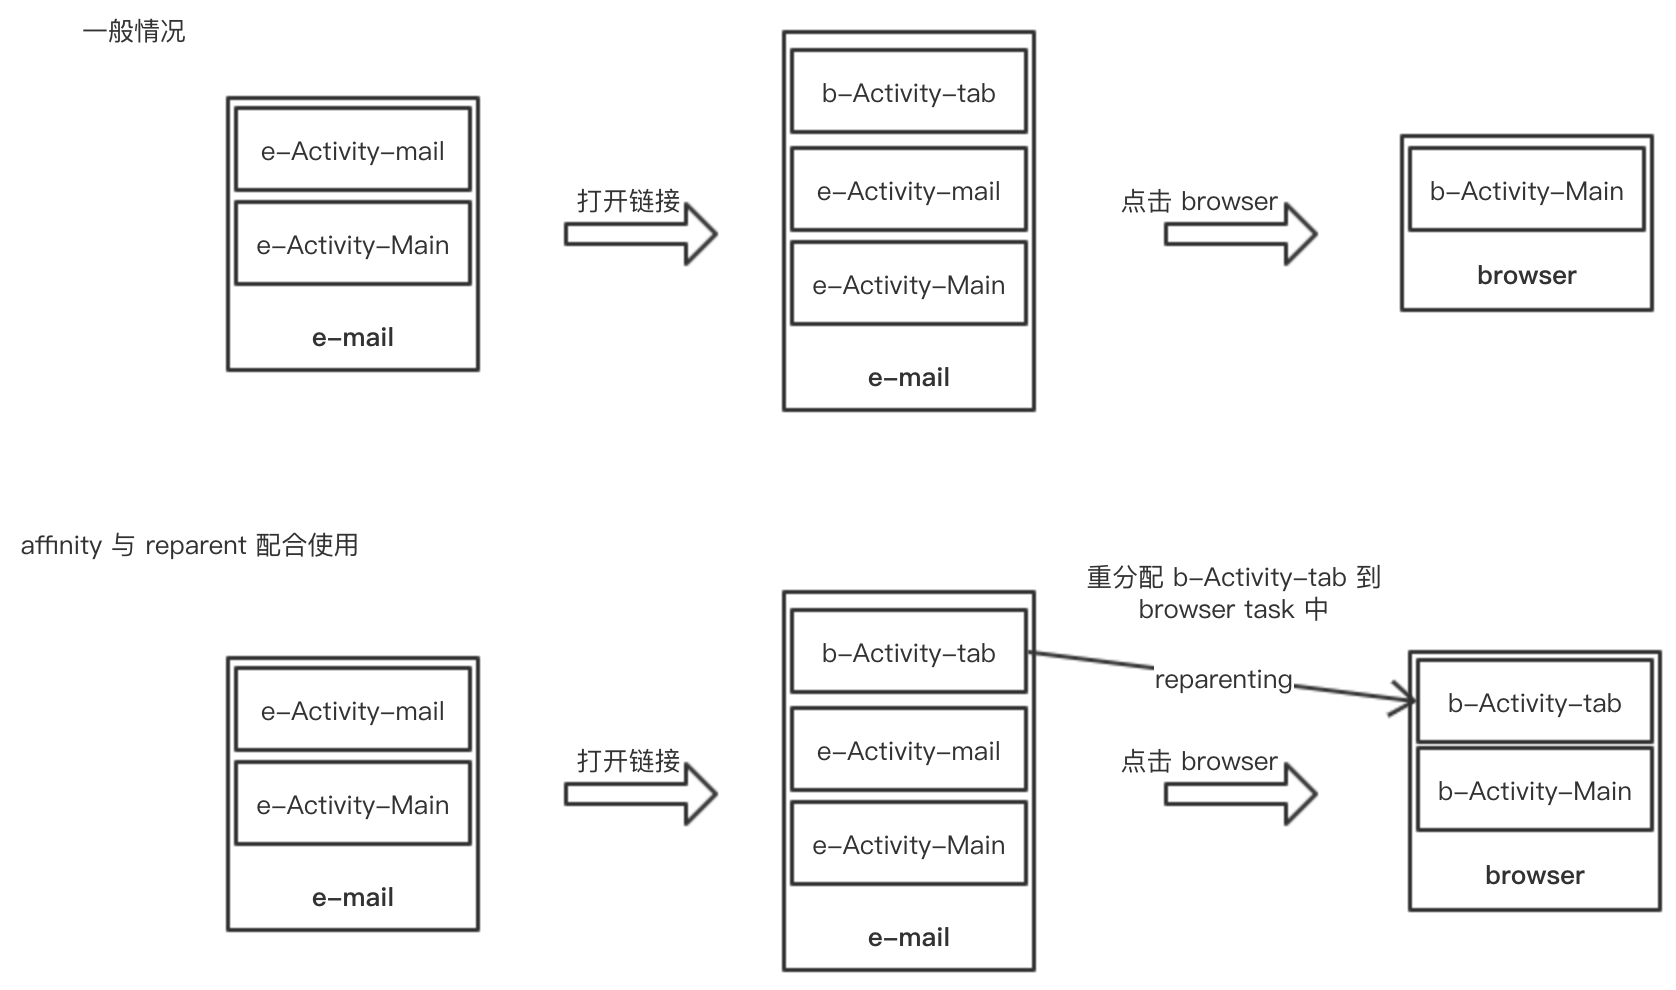 一般情况
e-Activity-mail
e-Activity-Main
e-mail
打开链接
b-Activity-tab
e-Activity-mail
e-Activity-Main
e-mail
点击 browser
b-Activity-Main
browser
affinity 与 reparent 配合使用
e-Activity-mail
e-Activity-Main
e-mail
打开链接
b-Activity-tab
e-Activity-mail
e-Activity-Main
e-mail
重分配 b-Activity-tab 到
browser task 中
reparenting
点击 browser
b-Activity-tab
b-Activity-Main
browser